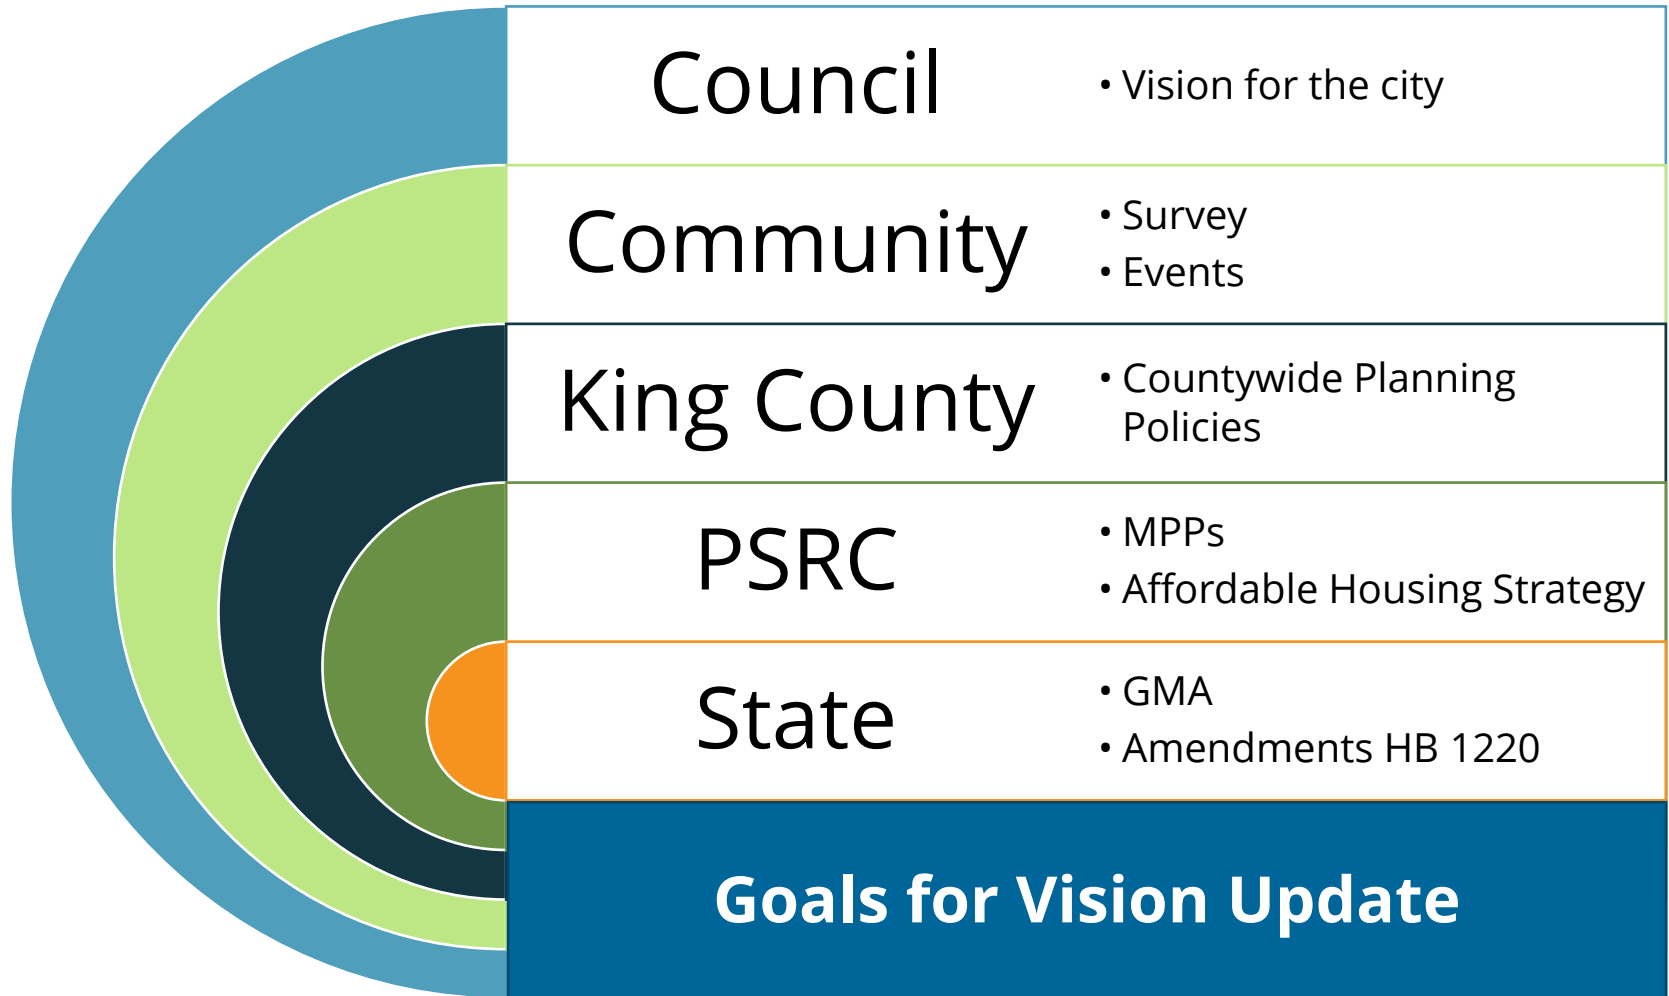 Council
• Vision for the city
Community
• Survey
• Events
King County
• Countywide Planning
Policies
PSRC
• MPPs
• Affordable Housing Strategy
State
• GMA
• Amendments HB 1220
Goals for Vision Update